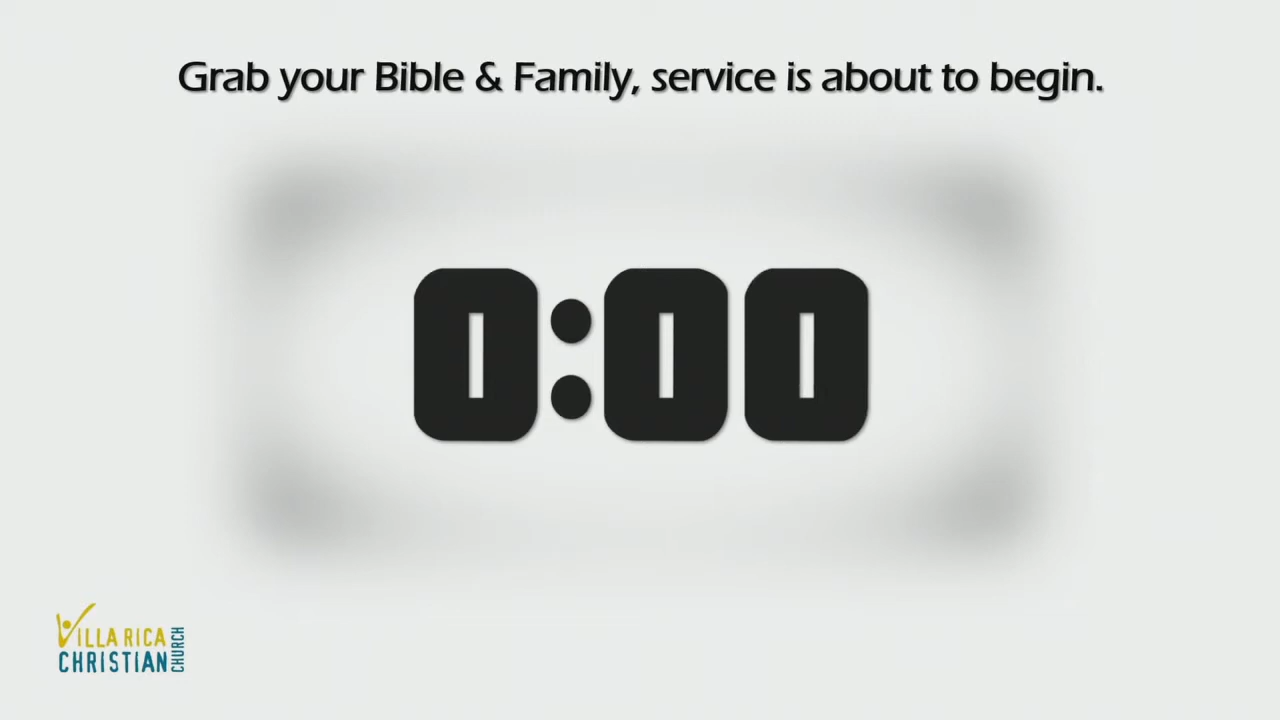 Grab your Bible & Family, service is about to begin.
0:00
VILLA RICA
CHRISTIAN
CHURCH